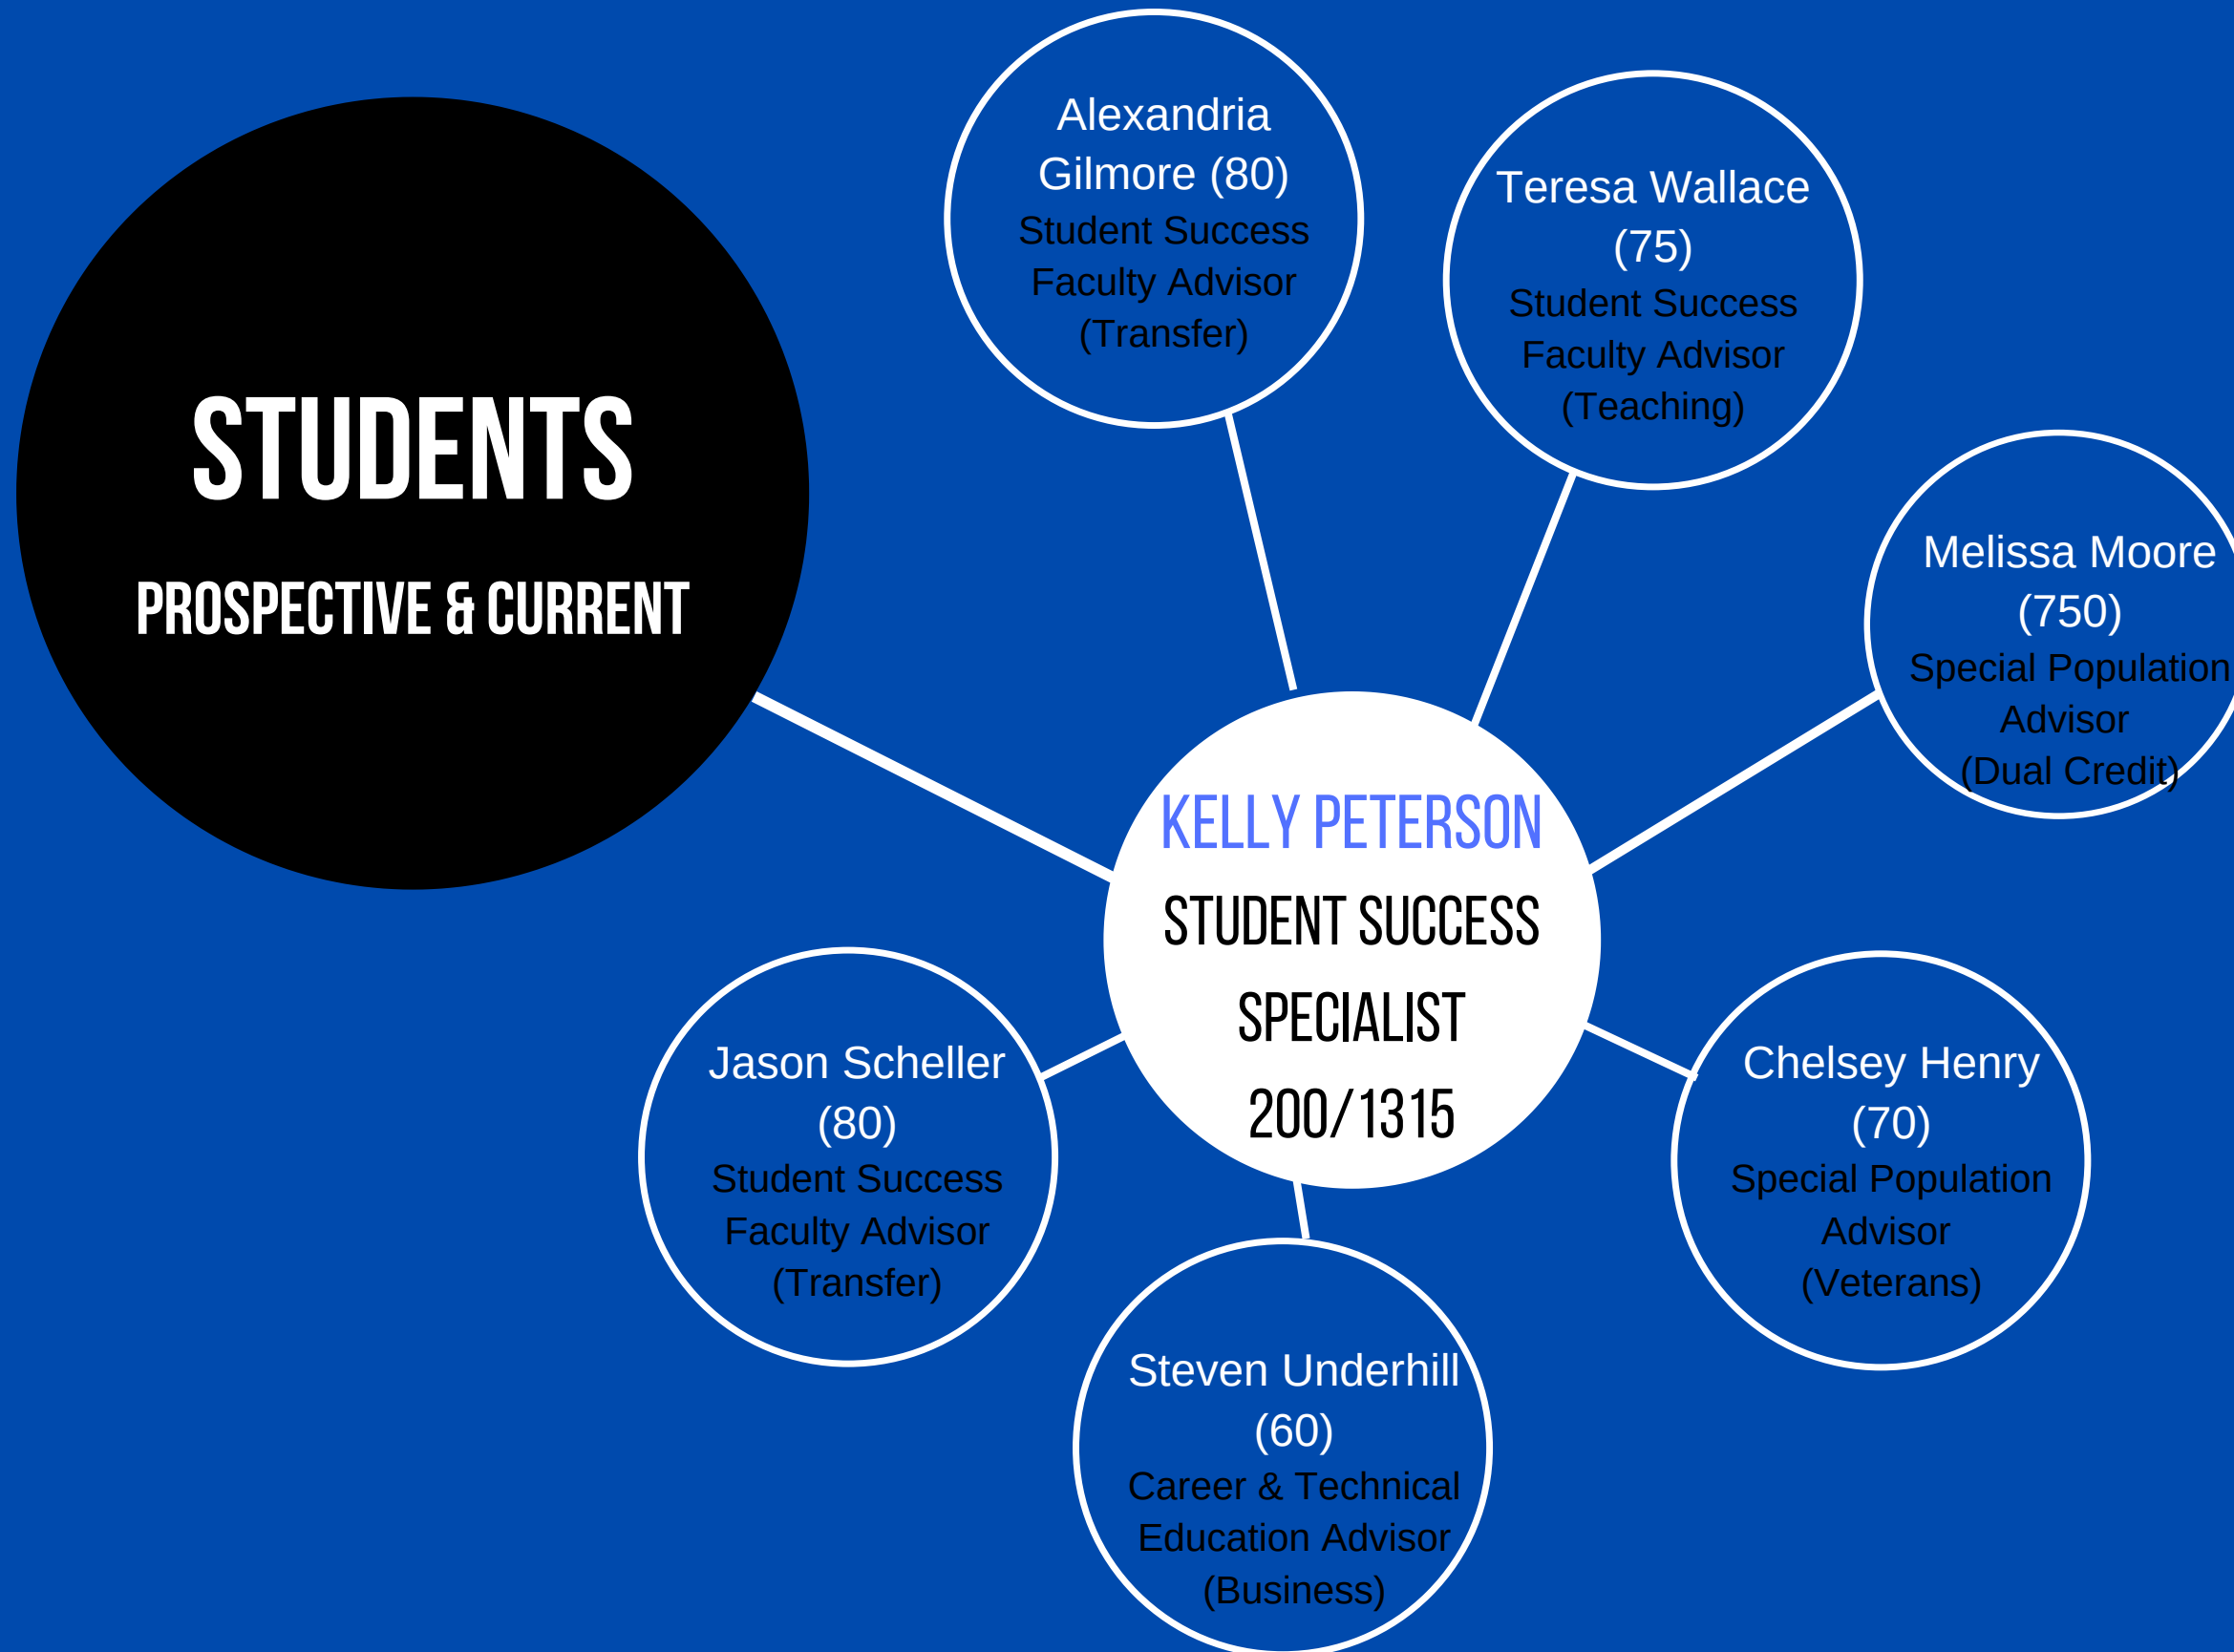 STUDENTS
PROSPECTIVE & CURRENT
Alexandria
Gilmore (80)
Student Success
Faculty Advisor
(Transfer)
Teresa Wallace
(75)
Student Success
Faculty Advisor
(Teaching)
Melissa Moore
(750)
Special Population
Advisor
(Dual Credit)
KELLY PETERSON
STUDENT SUCCESS
SPECIALIST
200/1315
Jason Scheller
(80)
Student Success
Faculty Advisor
(Transfer)
Chelsey Henry
(70)
Special Population
Advisor
(Veterans)
Steven Underhill
(60)
Career & Technical
Education Advisor
(Business)